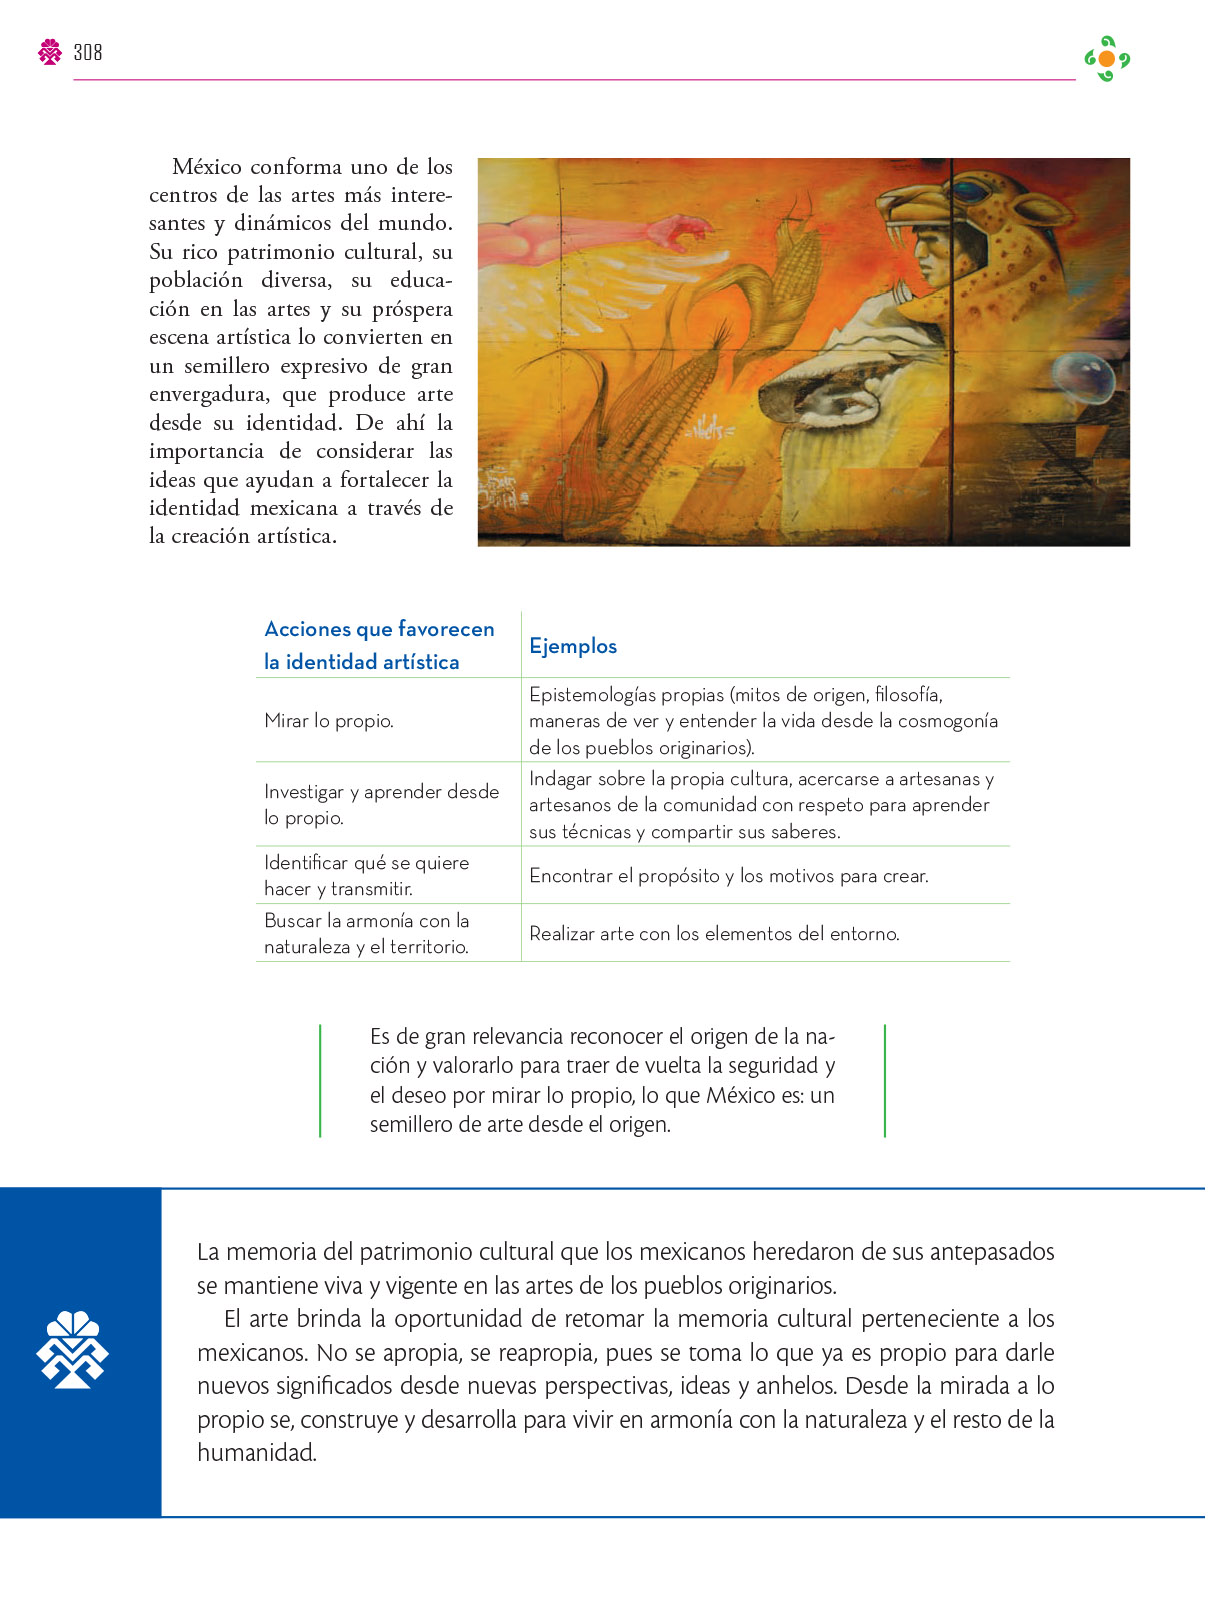 308
México conforma uno de los
centros de las artes más intere-
santes y dinámicos del mundo.
Su rico patrimonio cultural, su
población diversa, su educa-
ción en las artes y su próspera
escena artística lo convierten en
un semillero expresivo de gran
envergadura, que produce arte
desde su identidad. De ahí la
importancia de considerar las
ideas que ayudan a fortalecer la
identidad mexicana a través de
la creación artística.
Acciones que favorecen
la identidad artística
Ejemplos
Mirar lo propio.
Epistemologías propias (mitos de origen, filosofía,
maneras de ver y entender la vida desde la cosmogonía
de los pueblos originarios).
Investigar y aprender desde
lo propio.
Indagar sobre la propia cultura, acercarse a artesanas y
artesanos de la comunidad con respeto para aprender
sus técnicas y compartir sus saberes.
Identificar qué se quiere
hacer y transmitir.
Encontrar el propósito y los motivos para crear.
Buscar la armonía con la
naturaleza y el territorio.
Realizar arte con los elementos del entorno.
Es de gran relevancia reconocer el origen de la na-
ción y valorarlo para traer de vuelta la seguridad y
el deseo por mirar lo propio, lo que México es: un
semillero de arte desde el origen.
La memoria del patrimonio cultural que los mexicanos heredaron de sus antepasados
se mantiene viva y vigente en las artes de los pueblos originarios.
El arte brinda la oportunidad de retomar la memoria cultural perteneciente a los
mexicanos. No se apropia, se reapropia, pues se toma lo que ya es propio para darle
nuevos significados desde nuevas perspectivas, ideas y anhelos. Desde la mirada a lo
propio se, construye y desarrolla para vivir en armonía con la naturaleza y el resto de la
humanidad.